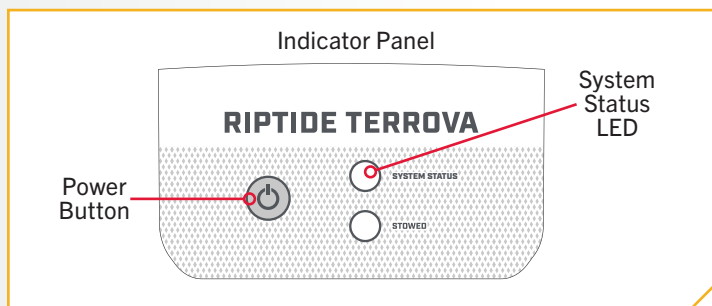 Indicator Panel
System
Status
LED
RIPTIDE TERROVA
SYSTEM STATUS
Power
Button
STOWED